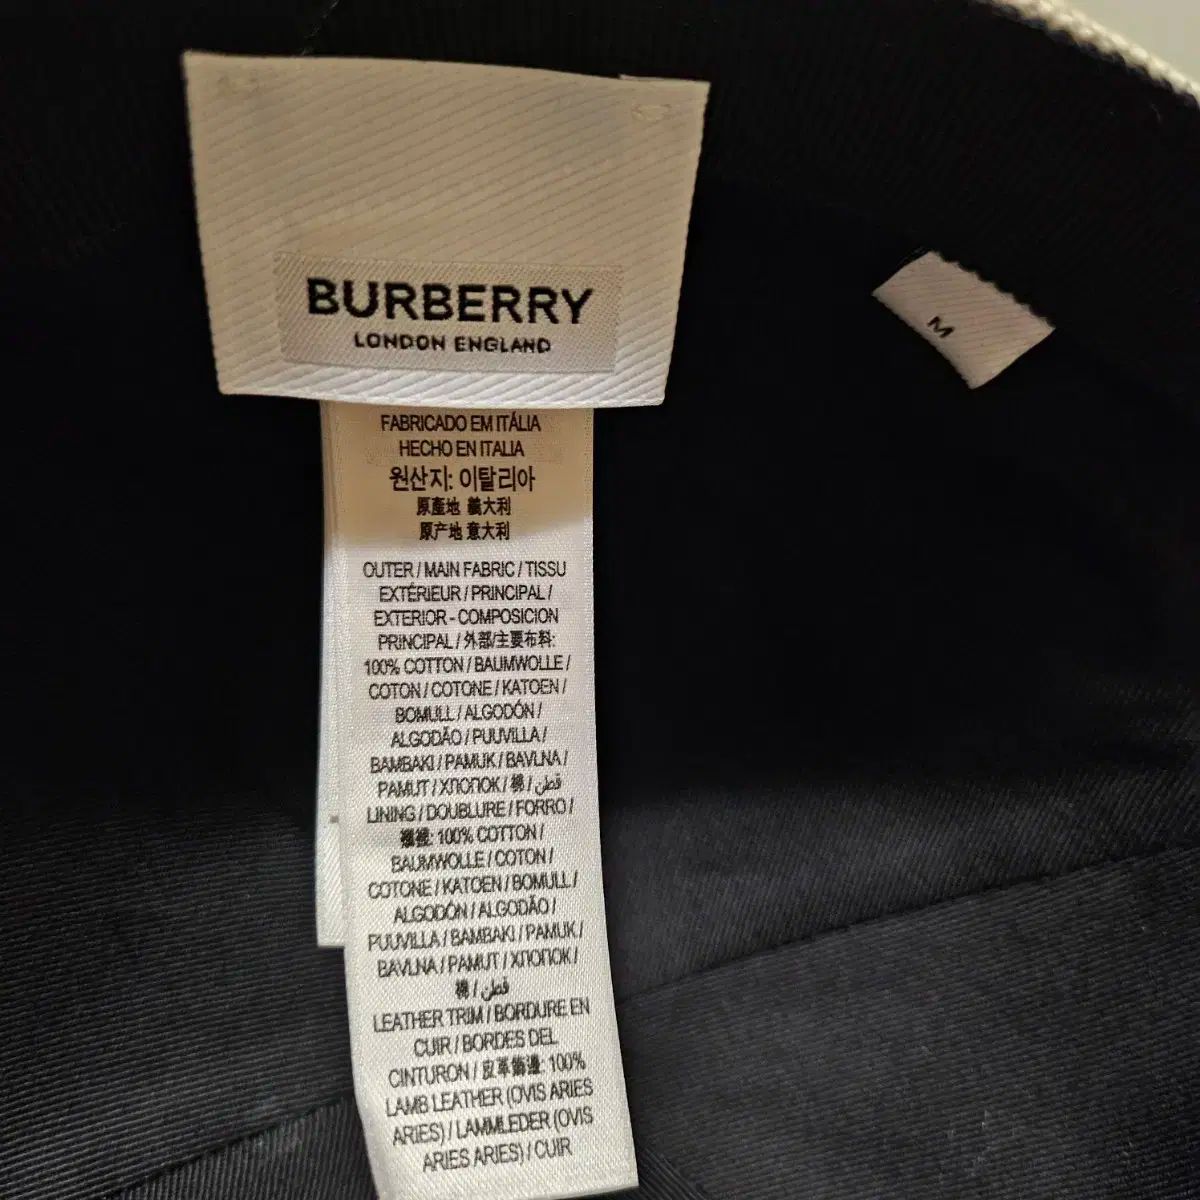 BURBERRY
LONDON ENGLAND
M
FABRICADO EM ITÁLIA
HECHO EN ITALIA
원산지: 이탈리아
原產地 義大利
原产地 意大利
OUTER / MAIN FABRIC / TISSU
EXTÉRIEUR / PRINCIPAL /
EXTERIOR - COMPOSICION
PRINCIPAL / 外部/主要布料:
100% COTTON / BAUMWOLLE /
COTON / COTONE / KATOEN /
BOMULL / ALGODÓN /
ALGODÃO / PUUVILLA /
BAMBAKI / PAMUK / BAVLNA /
PAMUT / ХЛОПОК / 棉 / قطن
LINING / DOUBLURE / FORRO /
襯裡: 100% COTTON /
BAUMWOLLE / COTON /
COTONE / KATOEN / BOMULL /
ALGODÓN / ALGODÃO /
PUUVILLA / BAMBAKI / PAMUK /
BAVLNA / PAMUT / ХЛОПОК /
棉 / قطن
LEATHER TRIM / BORDURE EN
CUIR / BORDES DEL
CINTURON / 皮革飾邊: 100%
LAMB LEATHER (OVIS ARIES
ARIES) / LAMMLEDER (OVIS
ARIES ARIES) / CUIR